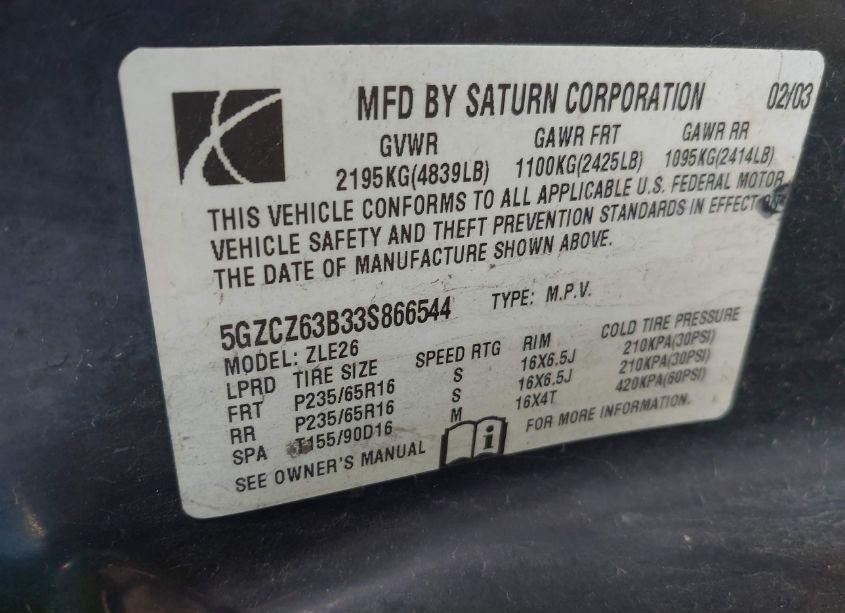 MFD BY SATURN CORPORATION 02/03
GVWR GAWR FRT GAWR RR
2195KG(4839LB) 1100KG(2425LB) 1095KG(2414LB)
THIS VEHICLE CONFORMS TO ALL APPLICABLE U.S. FEDERAL MOTOR
VEHICLE SAFETY AND THEFT PREVENTION STANDARDS IN EFFECT ON
THE DATE OF MANUFACTURE SHOWN ABOVE.
5GZCZ63B33S866544 TYPE: M.P.V.
MODEL: ZLE26
LPRD TIRE SIZE SPEED RTG RIM COLD TIRE PRESSURE
FRT P235/65R16 S 16X6.5J 210KPA(30PSI)
RR P235/65R16 S 16X6.5J 210KPA(30PSI)
SPA T155/90D16 M 16X4T 420KPA(60PSI)
SEE OWNER'S MANUAL i FOR MORE INFORMATION.